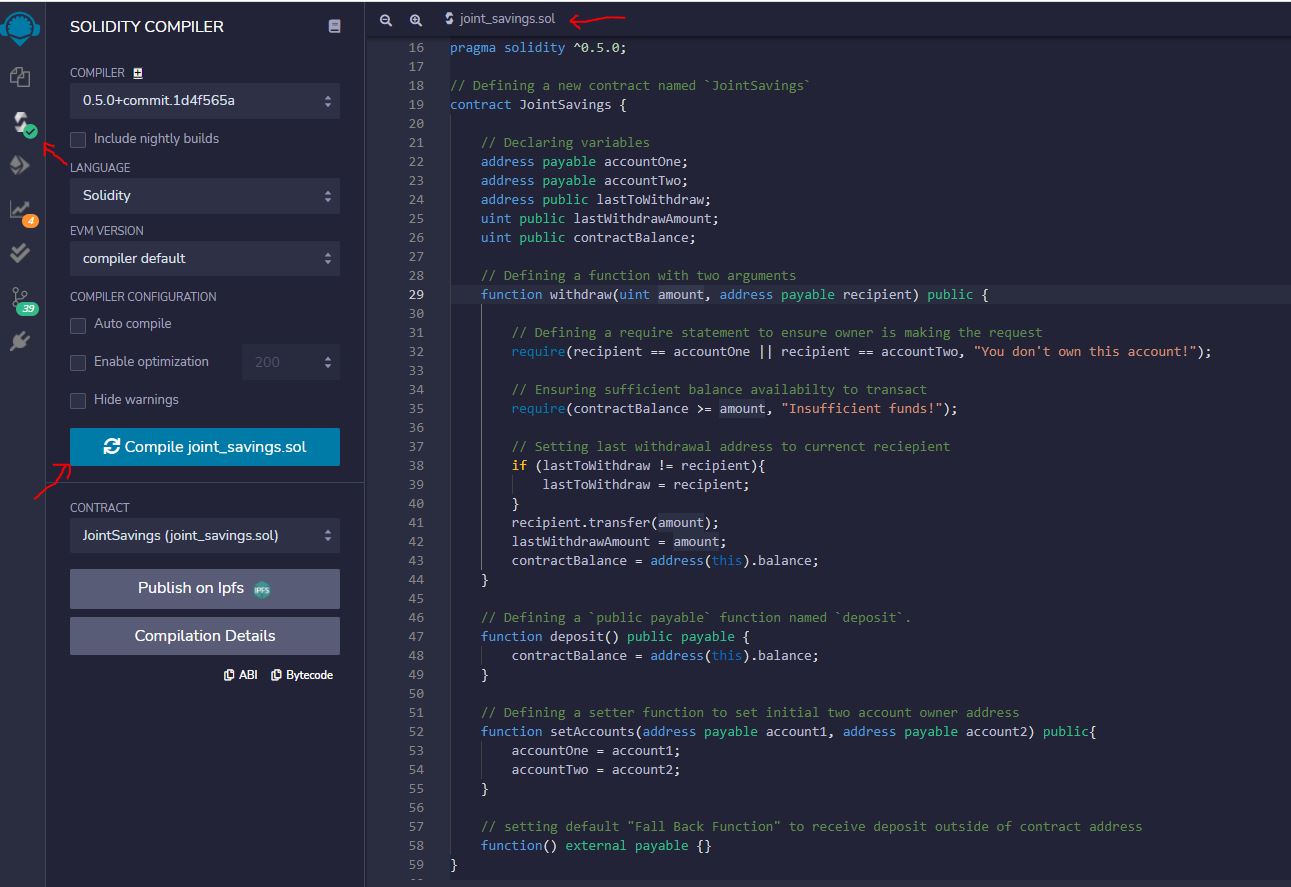 SOLIDITY COMPILER
COMPILER
0.5.0+commit.1d4f565a
Include nightly builds
LANGUAGE
Solidity
EVM VERSION
compiler default
COMPILER CONFIGURATION
Auto compile
Enable optimization
200
Hide warnings
Compile joint_savings.sol
CONTRACT
JointSavings (joint_savings.sol)
Publish on Ipfs
IPFS
Compilation Details
ABI
Bytecode
4
39
joint_savings.sol
16 pragma solidity ^0.5.0;
17
18 // Defining a new contract named `JointSavings`
19 contract JointSavings {
20
21 // Declaring variables
22 address payable accountOne;
23 address payable accountTwo;
24 address public lastToWithdraw;
25 uint public lastWithdrawAmount;
26 uint public contractBalance;
27
28 // Defining a function with two arguments
29 function withdraw(uint amount, address payable recipient) public {
30
31 // Defining a require statement to ensure owner is making the request
32 require(recipient == accountOne || recipient == accountTwo, "You don't own this account!");
33
34 // Ensuring sufficient balance availabilty to transact
35 require(contractBalance >= amount, "Insufficient funds!");
36
37 // Setting last withdrawal address to currenct reciepient
38 if (lastToWithdraw != recipient){
39 lastToWithdraw = recipient;
40 }
41 recipient.transfer(amount);
42 lastWithdrawAmount = amount;
43 contractBalance = address(this).balance;
44 }
45
46 // Defining a `public payable` function named `deposit`.
47 function deposit() public payable {
48 contractBalance = address(this).balance;
49 }
50
51 // Defining a setter function to set initial two account owner address
52 function setAccounts(address payable account1, address payable account2) public{
53 accountOne = account1;
54 accountTwo = account2;
55 }
56
57 // setting default "Fall Back Function" to receive deposit outside of contract address
58 function() external payable {}
59 }